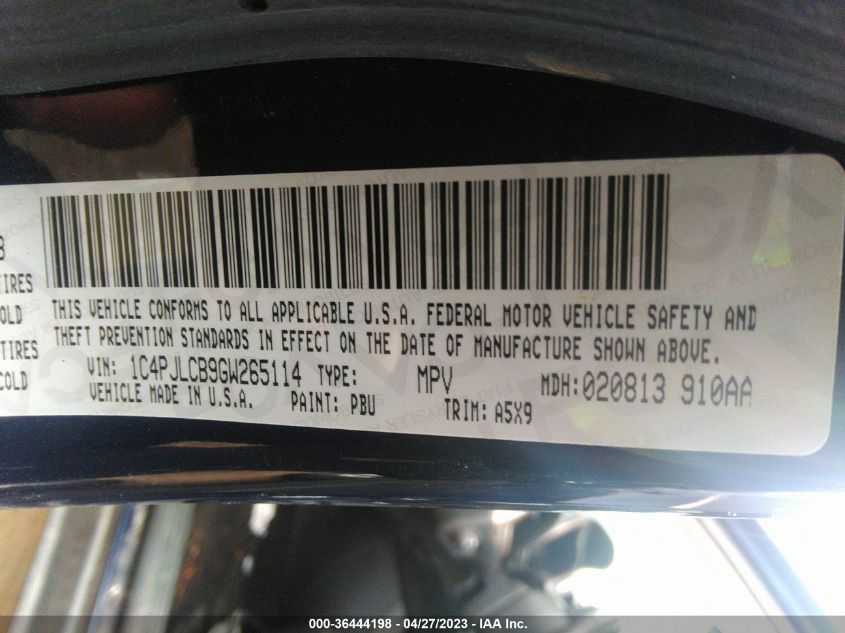 8
TIRES
COLD
TIRES
COLD
THIS VEHICLE CONFORMS TO ALL APPLICABLE U.S.A. FEDERAL MOTOR VEHICLE SAFETY AND
THEFT PREVENTION STANDARDS IN EFFECT ON THE DATE OF MANUFACTURE SHOWN ABOVE.
VIN: 1C4PJLCB9GW265114 TYPE: MPV MDH:020813 910AA
VEHICLE MADE IN U.S.A. PAINT: PBU TRIM: A5X9
000-36444198 - 04/27/2023 - IAA Inc.